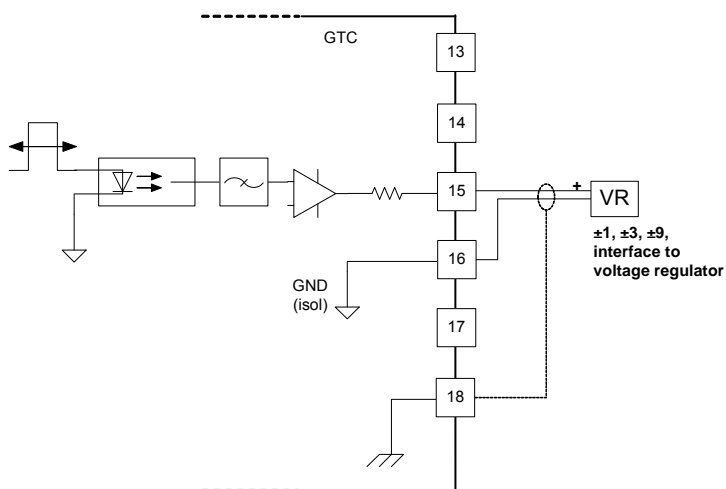 GTC
13
14
15
+
VR
±1, ±3, ±9,
interface to
voltage regulator
16
GND
(isol)
17
18